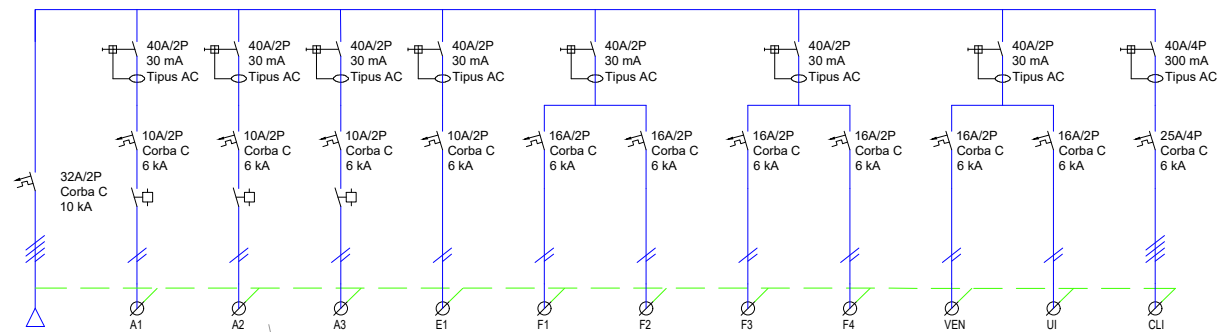 40A/2P
30 mA
Tipus AC
40A/2P
30 mA
Tipus AC
40A/2P
30 mA
Tipus AC
40A/2P
30 mA
Tipus AC
40A/2P
30 mA
Tipus AC
40A/2P
30 mA
Tipus AC
40A/2P
30 mA
Tipus AC
40A/4P
300 mA
Tipus AC
10A/2P
Corba C
6 kA
10A/2P
Corba C
6 kA
10A/2P
Corba C
6 kA
10A/2P
Corba C
6 kA
16A/2P
Corba C
6 kA
16A/2P
Corba C
6 kA
16A/2P
Corba C
6 kA
16A/2P
Corba C
6 kA
16A/2P
Corba C
6 kA
16A/2P
Corba C
6 kA
25A/4P
Corba C
6 kA
32A/2P
Corba C
10 kA
A1
A2
A3
E1
F1
F2
F3
F4
VEN
UI
CLI